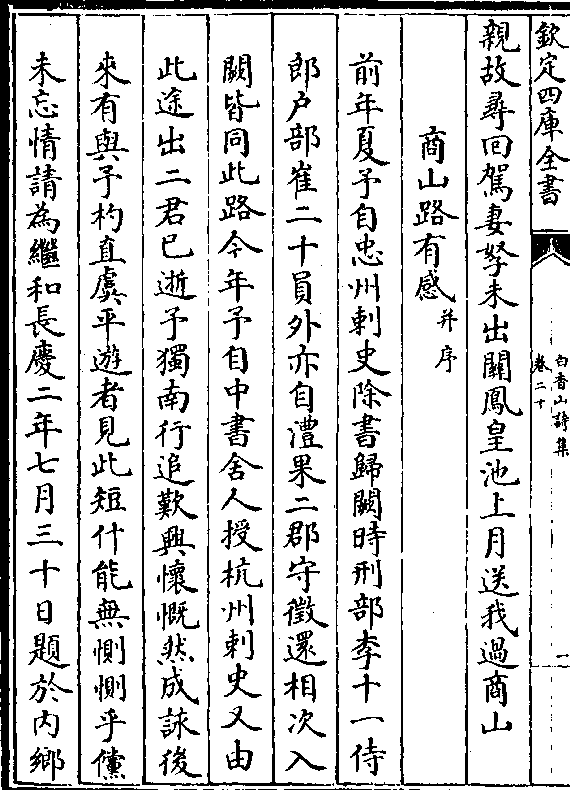 欽定四庫全書
白香山詩集
卷二十
一
親故尋回駕妻孥未出關鳳皇池上月送我過商山
商山路有感并序
前年夏予自忠州刺史除書歸闕時刑部李十一侍
郎户部崔二十員外亦自澧果二郡守徵還相次入
闕皆同此路今年予自中書舍人授杭州刺史又由
此途出二君已逝予獨南行追歎興懷慨然成詠後
來有與予杓直虞平遊者見此短什能無惻惻乎儻
未忘情請為繼和長慶二年七月三十日題於内鄉